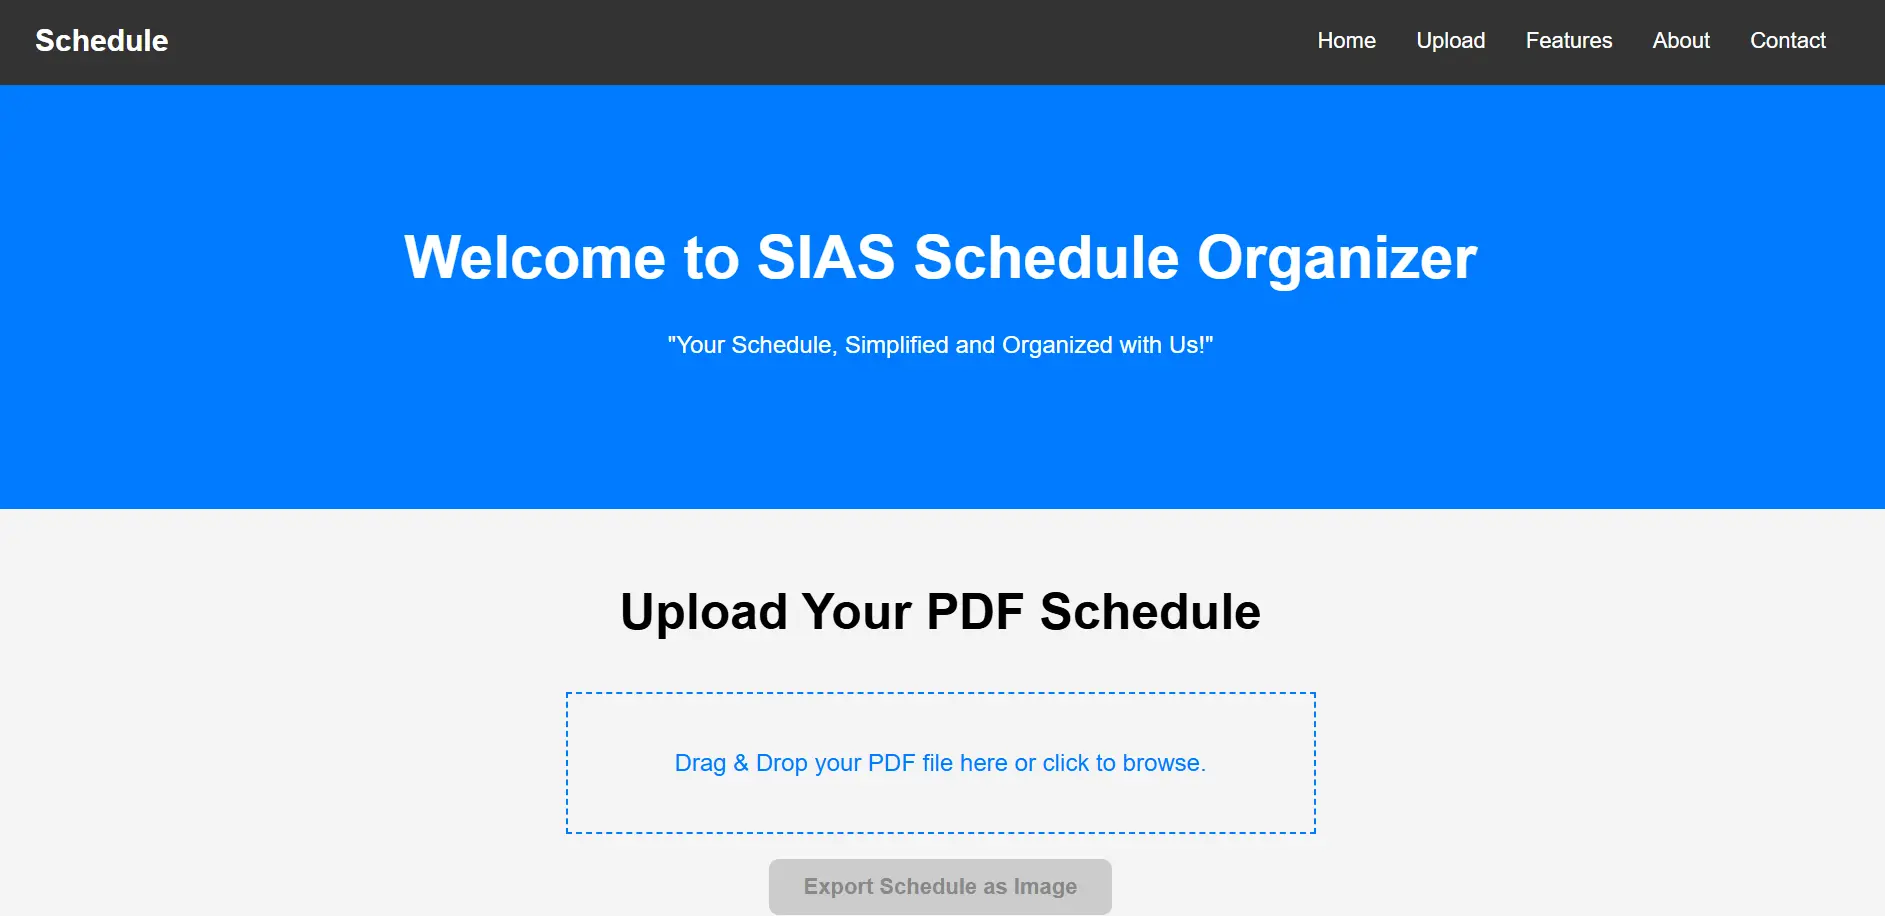 Schedule
Home Upload Features About Contact
Welcome to SIAS Schedule Organizer
"Your Schedule, Simplified and Organized with Us!"
Upload Your PDF Schedule
Drag & Drop your PDF file here or click to browse.
Export Schedule as Image